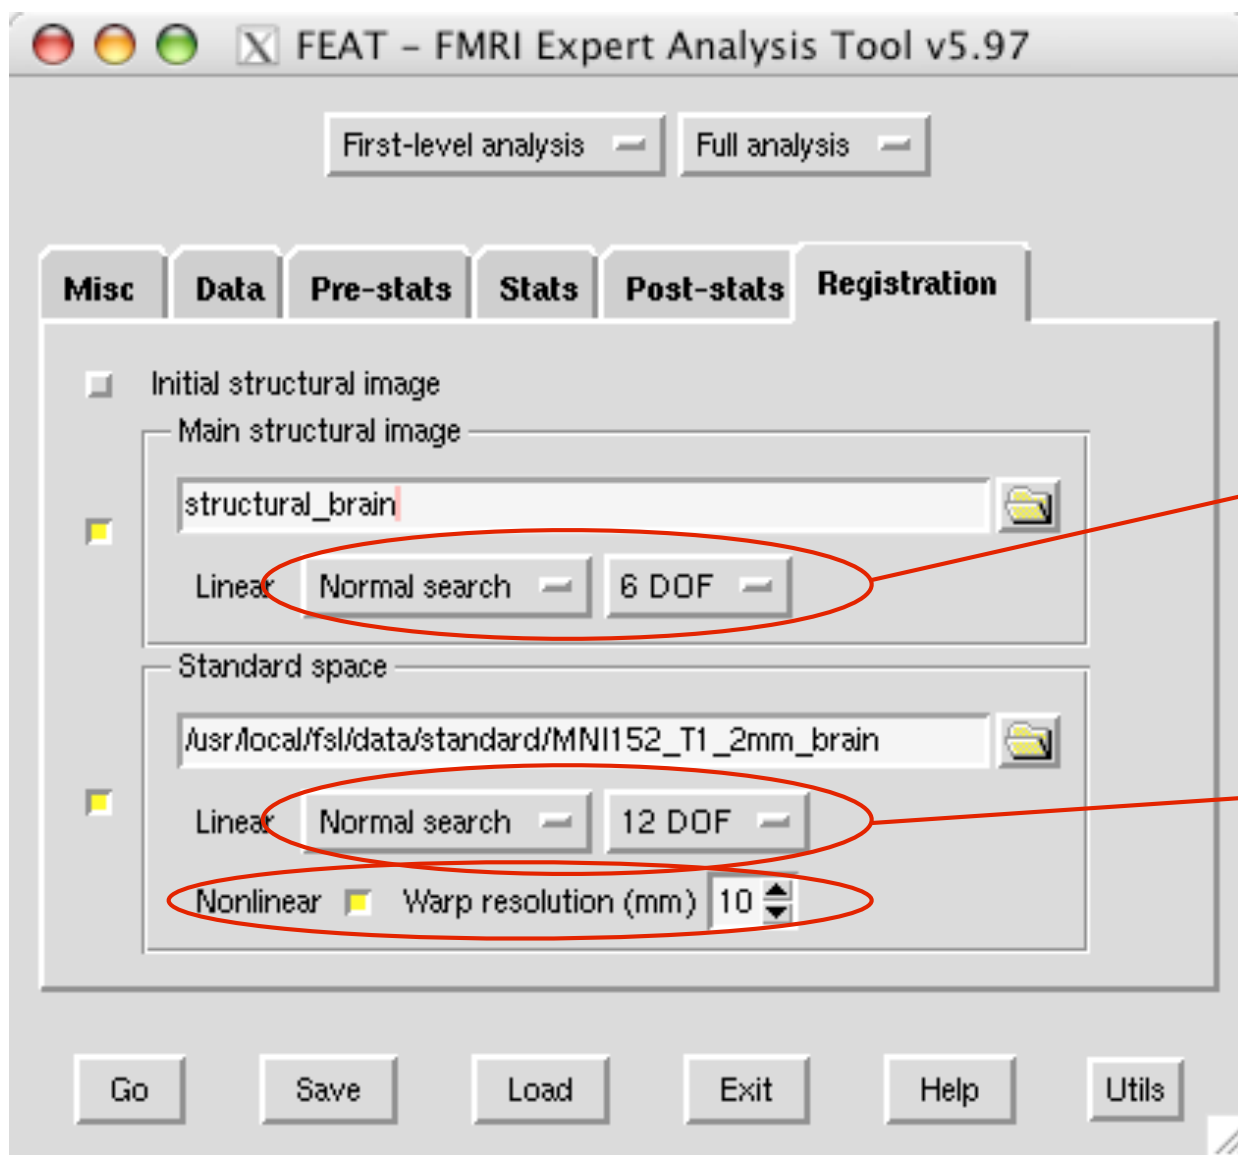 X FEAT – FMRI Expert Analysis Tool v5.97
First-level analysis Full analysis
Misc Data Pre-stats Stats Post-stats Registration
Initial structural image
Main structural image
structural_brain
Linear Normal search 6 DOF
Standard space
/usr/local/fsl/data/standard/MNI152_T1_2mm_brain
Linear Normal search 12 DOF
Nonlinear Warp resolution (mm) 10
Go Save Load Exit Help Utils